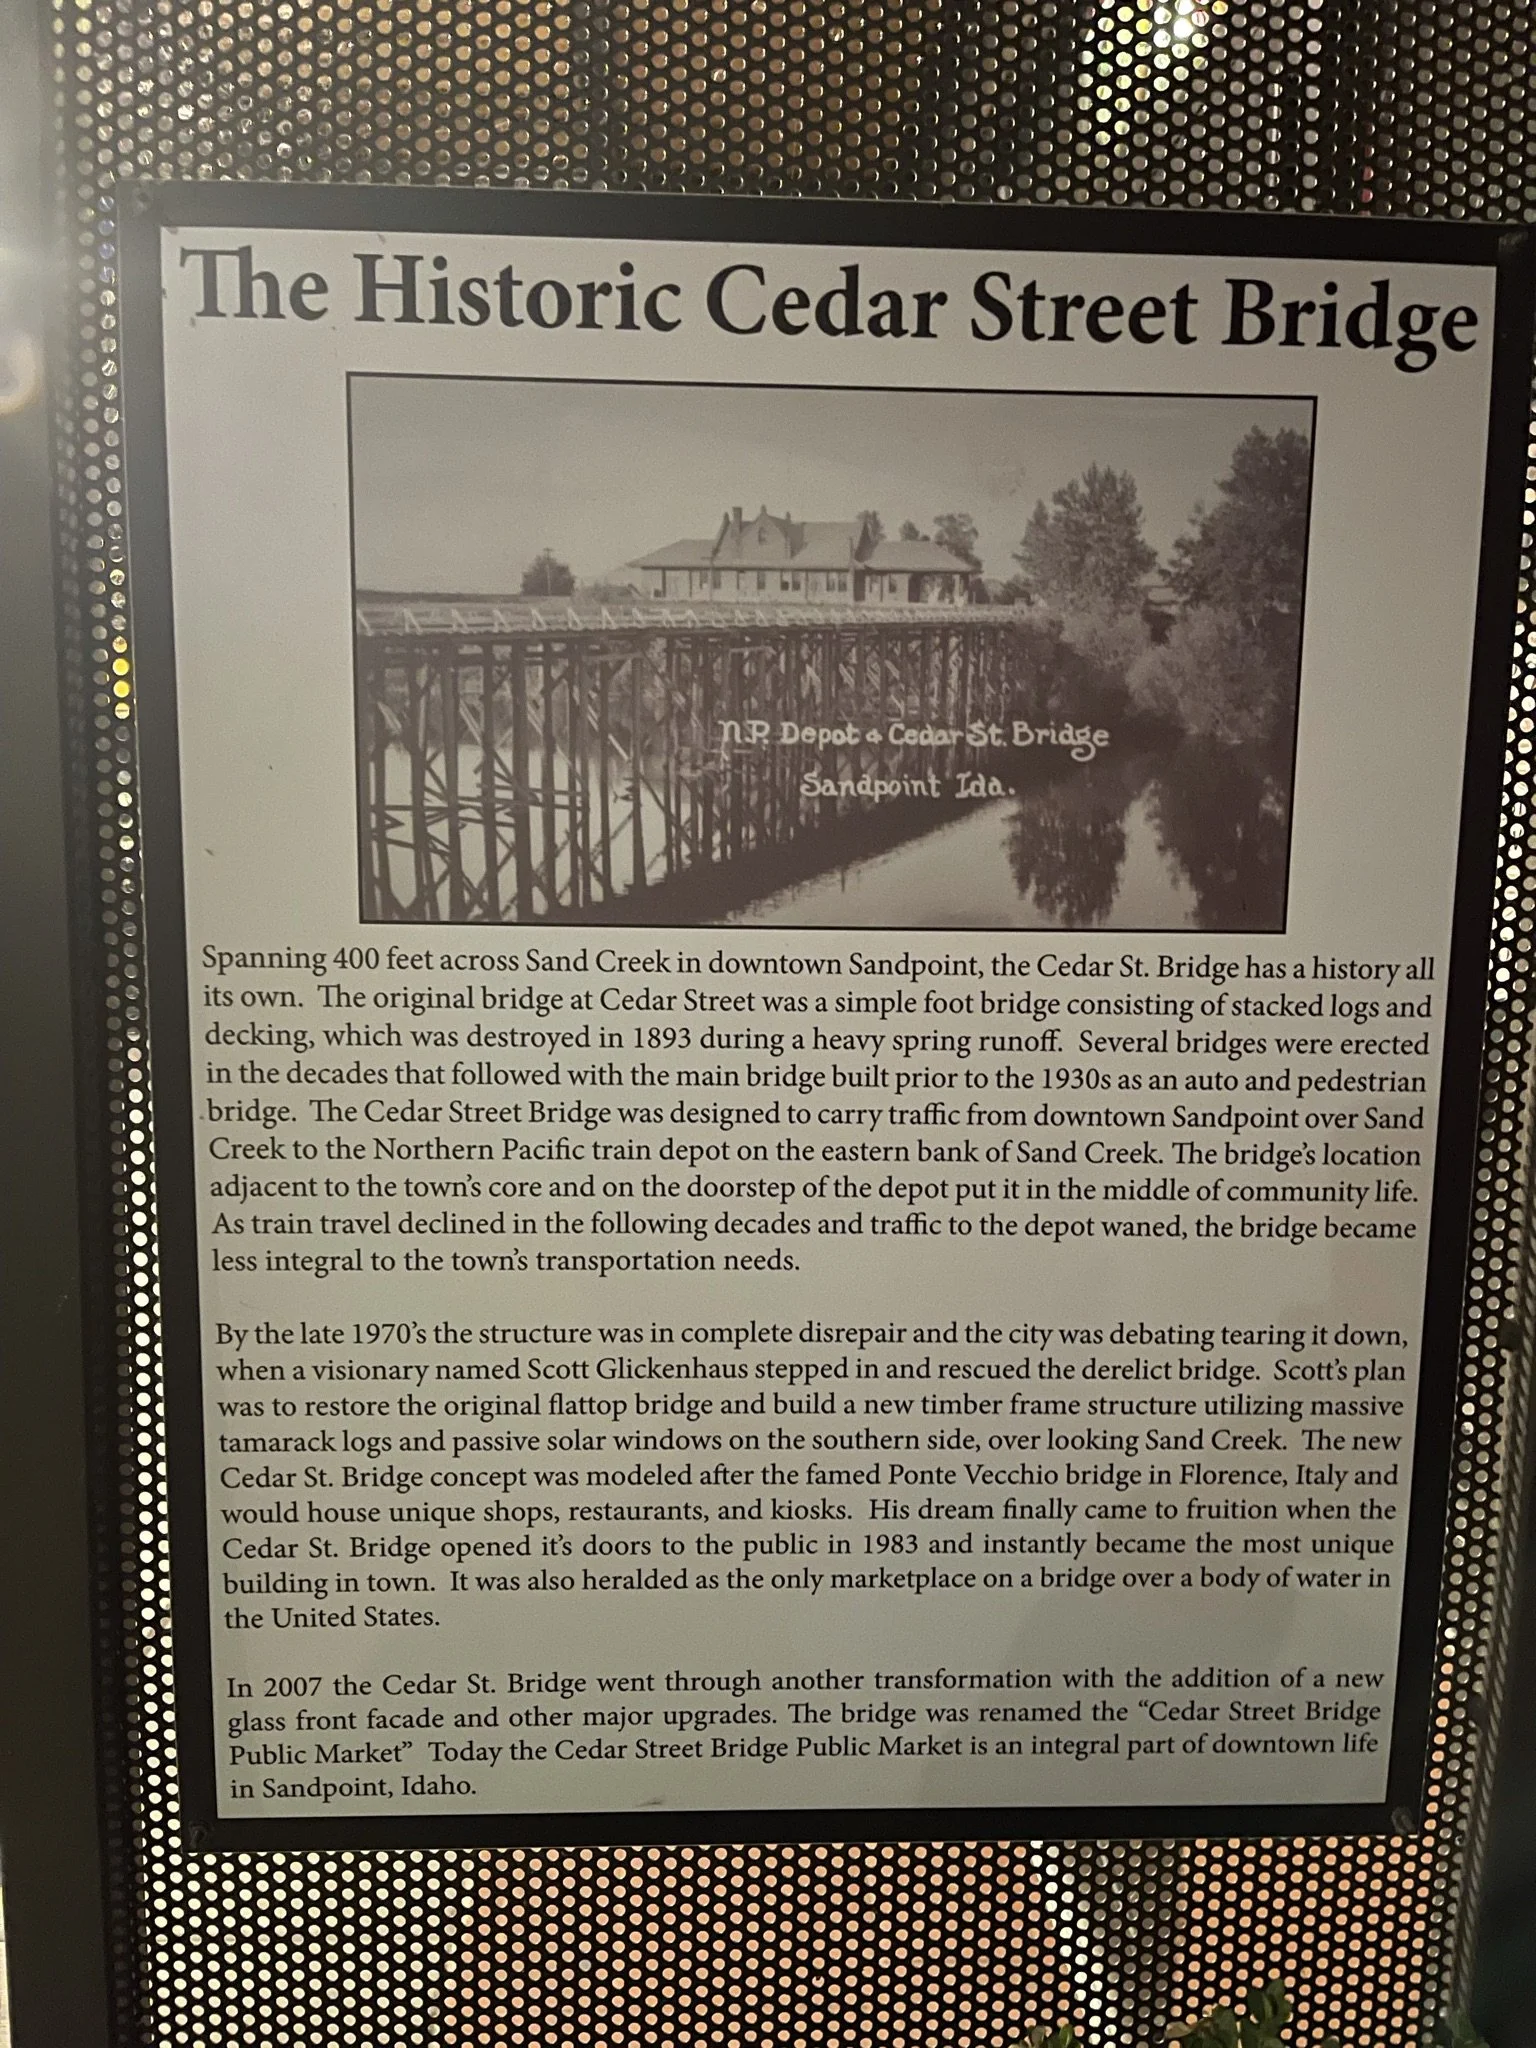 The Historic Cedar Street Bridge
N.P. Depot & Cedar St. Bridge
Sandpoint Ida.
Spanning 400 feet across Sand Creek in downtown Sandpoint, the Cedar St. Bridge has a history all
its own. The original bridge at Cedar Street was a simple foot bridge consisting of stacked logs and
decking, which was destroyed in 1893 during a heavy spring runoff. Several bridges were erected
in the decades that followed with the main bridge built prior to the 1930s as an auto and pedestrian
bridge. The Cedar Street Bridge was designed to carry traffic from downtown Sandpoint over Sand
Creek to the Northern Pacific train depot on the eastern bank of Sand Creek. The bridge's location
adjacent to the town's core and on the doorstep of the depot put it in the middle of community life.
As train travel declined in the following decades and traffic to the depot waned, the bridge became
less integral to the town's transportation needs.
By the late 1970's the structure was in complete disrepair and the city was debating tearing it down,
when a visionary named Scott Glickenhaus stepped in and rescued the derelict bridge. Scott's plan
was to restore the original flattop bridge and build a new timber frame structure utilizing massive
tamarack logs and passive solar windows on the southern side, over looking Sand Creek. The new
Cedar St. Bridge concept was modeled after the famed Ponte Vecchio bridge in Florence, Italy and
would house unique shops, restaurants, and kiosks. His dream finally came to fruition when the
Cedar St. Bridge opened it's doors to the public in 1983 and instantly became the most unique
building in town. It was also heralded as the only marketplace on a bridge over a body of water in
the United States.
In 2007 the Cedar St. Bridge went through another transformation with the addition of a new
glass front facade and other major upgrades. The bridge was renamed the "Cedar Street Bridge
Public Market" Today the Cedar Street Bridge Public Market is an integral part of downtown life
in Sandpoint, Idaho.